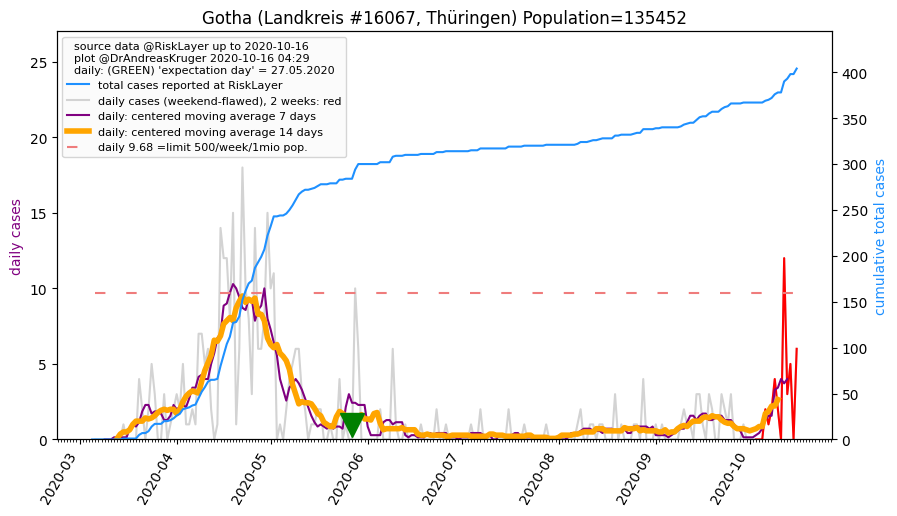 Gotha (Landkreis #16067, Thüringen) Population=135452
source data @RiskLayer up to 2020-10-16
plot @DrAndreasKruger 2020-10-16 04:29
daily: (GREEN) 'expectation day' = 27.05.2020
total cases reported at RiskLayer
daily cases (weekend-flawed), 2 weeks: red
daily: centered moving average 7 days
daily: centered moving average 14 days
daily 9.68 =limit 500/week/1mio pop.
daily cases
25
20
15
10
5
0
cumulative total cases
400
350
300
250
200
150
100
50
0
2020-03
2020-04
2020-05
2020-06
2020-07
2020-08
2020-09
2020-10